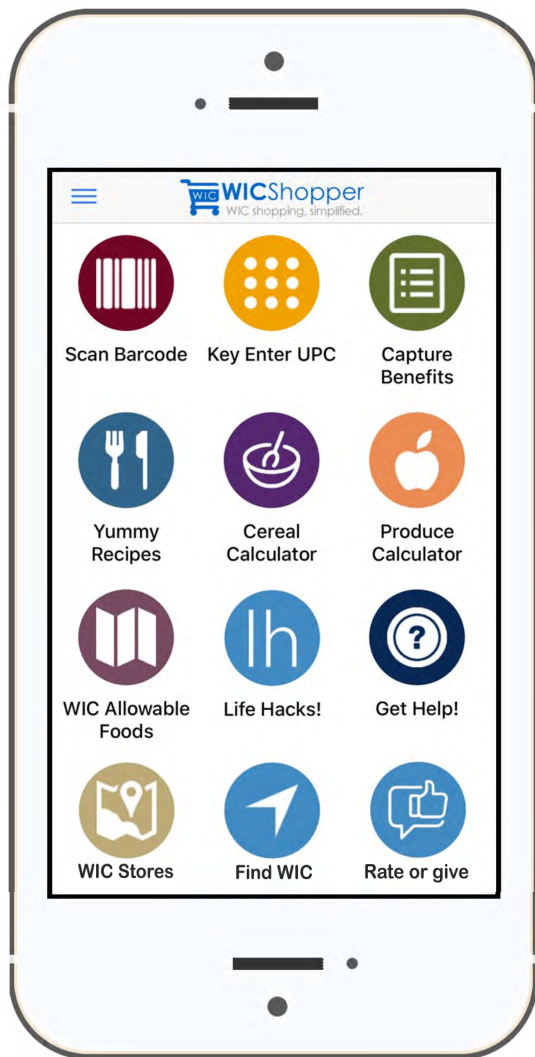 WIC WICShopper
WIC shopping, simplified.
Scan Barcode
Key Enter UPC
Capture
Benefits
Yummy
Recipes
Cereal
Calculator
Produce
Calculator
WIC Allowable
Foods
lh
Life Hacks!
?
Get Help!
WIC Stores
Find WIC
Rate or give